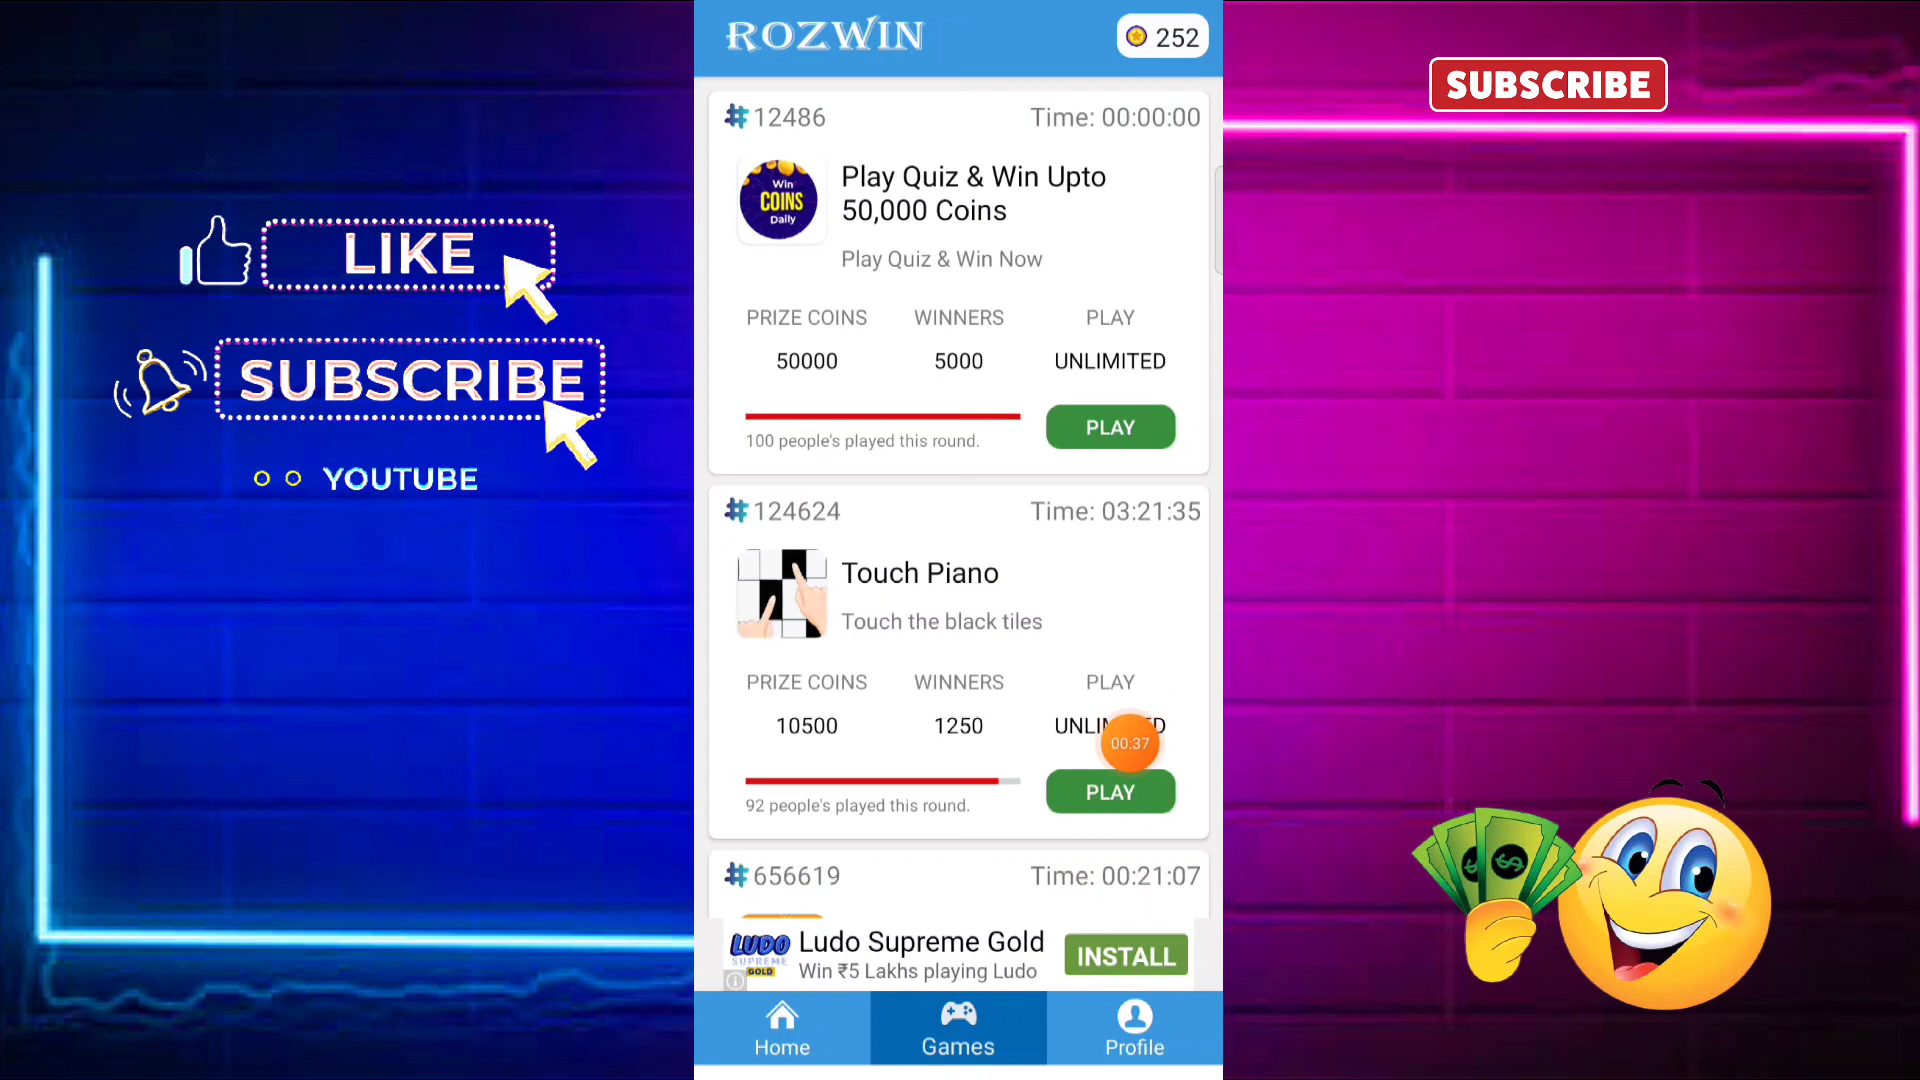 ROZWIN
252
SUBSCRIBE
#12486
Time: 00:00:00
Win
COINS
Daily
Play Quiz & Win Upto
50,000 Coins
Play Quiz & Win Now
LIKE
SUBSCRIBE
YOUTUBE
PRIZE COINS WINNERS PLAY
50000 5000 UNLIMITED
PLAY
100 people's played this round.
#124624
Time: 03:21:35
Touch Piano
Touch the black tiles
PRIZE COINS WINNERS PLAY
10500 1250
00:37
PLAY
92 people's played this round.
#656619
Time: 00:21:07
LUDO
SUPREME
GOLD
Ludo Supreme Gold
Win ₹5 Lakhs playing Ludo
INSTALL
Home Games Profile